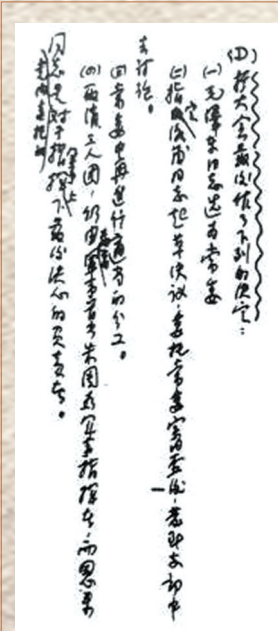 (D) 扩大会最后作了下列的决定：
(一)毛泽东同志选为常委
(二)指定洛甫同志起草决议，委托常委审查后，发到支部中
去讨论。
(三)常委中再进行适当的分工。
(四)取消三人团，仍由最高军事首长朱周为军事指挥者，而恩来
同志是党内委托的对于指挥军事上下最后决心的负责者。